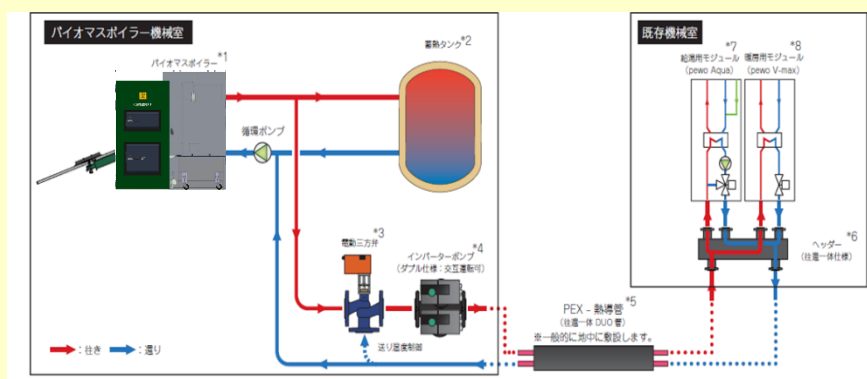 バイオマスボイラー機械室
バイオマスボイラー*1
蓄熱タンク*2
循環ポンプ
電動三方弁*3
インバーターポンプ*4
(ダブル仕様:交互運転可)
送り温度制御
:往き :還り
PEX - 熱導管*5
(往還一体 DUO 管)
※一般的に地中に敷設します。
既存機械室
給湯用モジュール*7
(pewo Aqua)
暖房用モジュール*8
(pewo V-max)
ヘッダー*6
(往還一体仕様)